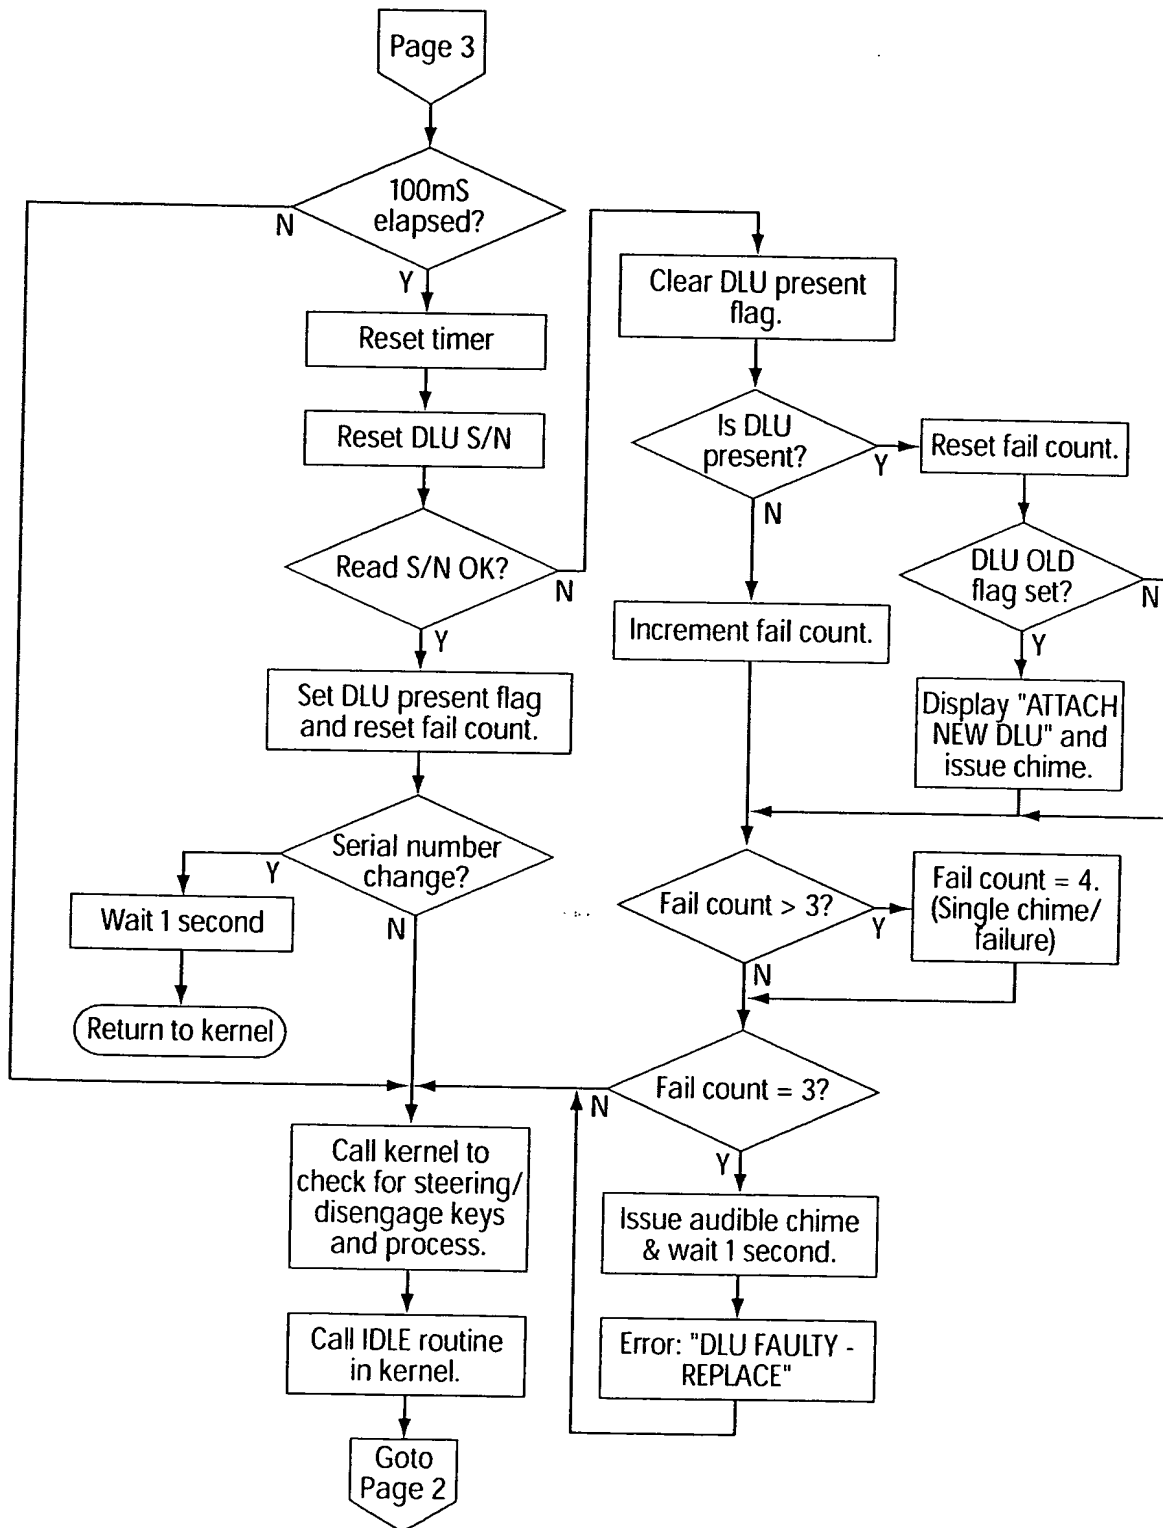 Page 3
100mS
elapsed?
N
Y
Reset timer
Reset DLU S/N
Read S/N OK?
N
Y
Set DLU present flag
and reset fail count.
Serial number
change?
Y
N
Wait 1 second
Return to kernel
Call kernel to
check for steering/
disengage keys
and process.
Call IDLE routine
in kernel.
Goto
Page 2
Clear DLU present
flag.
Is DLU
present?
Y
N
Reset fail count.
DLU OLD
flag set?
N
Y
Display "ATTACH
NEW DLU" and
issue chime.
Increment fail count.
Fail count > 3?
Y
N
Fail count = 4.
(Single chime/
failure)
Fail count = 3?
N
Y
Issue audible chime
& wait 1 second.
Error: "DLU FAULTY -
REPLACE"